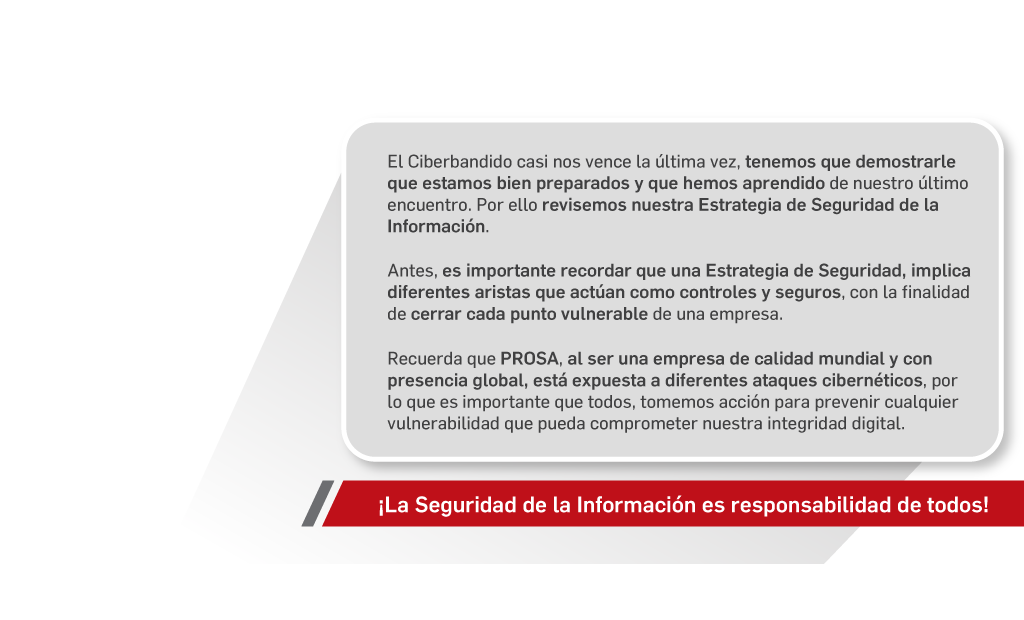 El Ciberbandido casi nos vence la última vez, tenemos que demostrarle
que estamos bien preparados y que hemos aprendido de nuestro último
encuentro. Por ello revisemos nuestra Estrategia de Seguridad de la
Información.
Antes, es importante recordar que una Estrategia de Seguridad, implica
diferentes aristas que actúan como controles y seguros, con la finalidad
de cerrar cada punto vulnerable de una empresa.
Recuerda que PROSA, al ser una empresa de calidad mundial y con
presencia global, está expuesta a diferentes ataques cibernéticos, por
lo que es importante que todos, tomemos acción para prevenir cualquier
vulnerabilidad que pueda comprometer nuestra integridad digital.
¡La Seguridad de la Información es responsabilidad de todos!